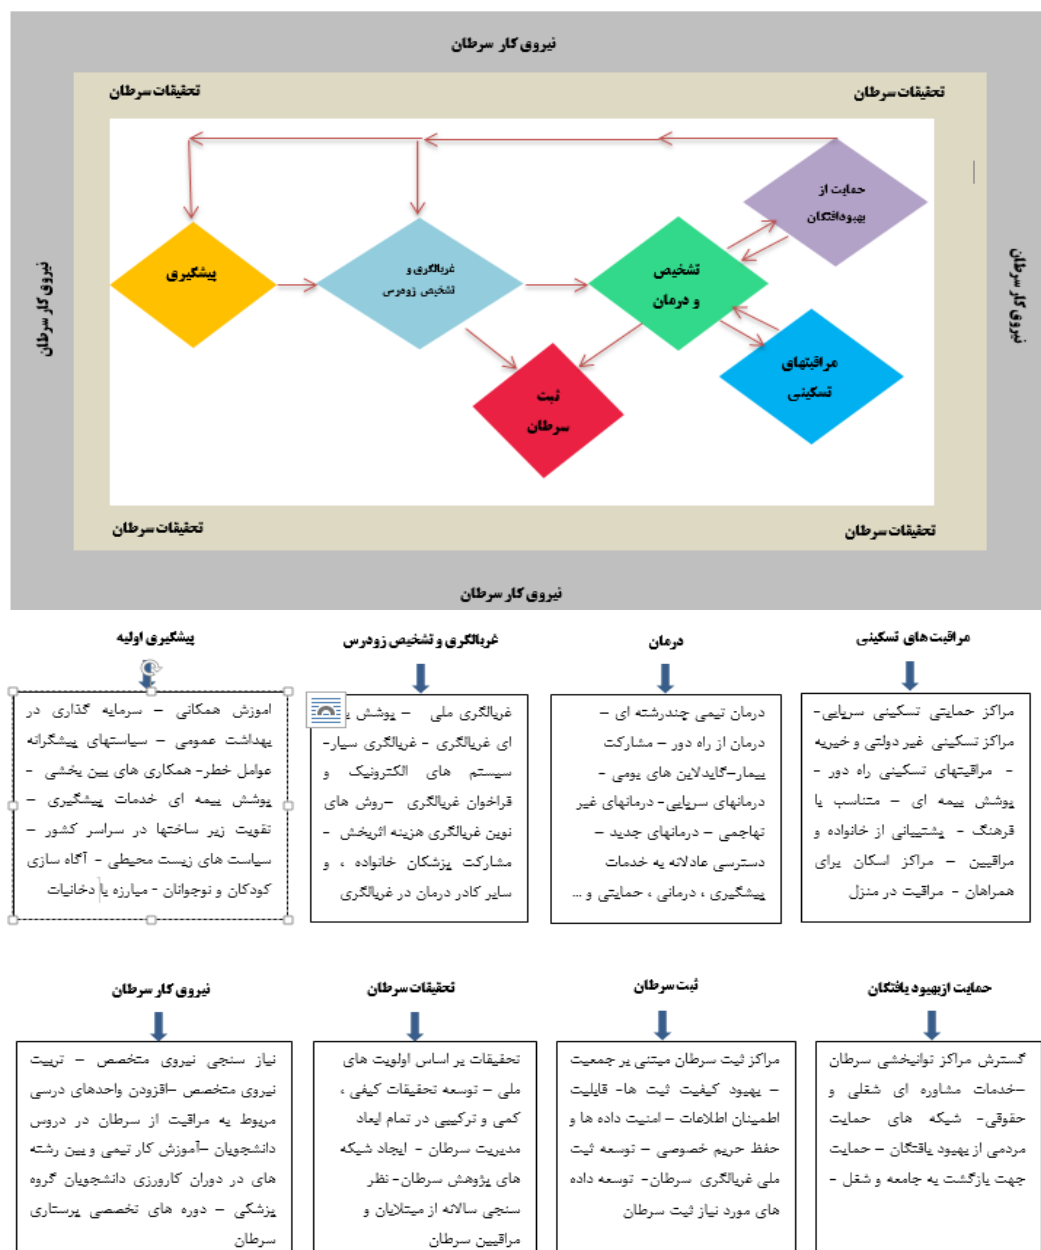 نیروی کار سرطان
تحقیقات سرطان
تحقیقات سرطان
نیروی کار سرطان
نیروی کار سرطان
حمایت از
بهبودافتگان
تشخیص
و درمان
غربالگری و
تشخیص زودرس
پیشگیری
مراقبتهای
تسکینی
ثبت
سرطان
تحقیقات سرطان
تحقیقات سرطان
نیروی کار سرطان
مراقبت های تسکینی
درمان
غربالگری و تشخیص زودرس
پیشگیری اولیه
مراکز حمایتی تسکینی سرپایی-
مراکز تسکینی غیر دولتی و خیریه
- مراقبتهای تسکینی راه دور -
پوشش بیمه ای – متناسب با
فرهنگ - پشتیبانی از خانواده و
مراقبین – مراکز اسکان برای
همراهان - مراقبت در منزل
درمان تیمی چندرشته ای –
درمان از راه دور – مشارکت
بیمار–گایدلاین های بومی -
درمانهای سرپایی- درمانهای غیر
تهاجمی – درمانهای جدید –
دسترسی عادلانه به خدمات
پیشگیری ، درمانی ، حمایتی و ...
غربالگری ملی – پوشش
ای غربالگری - غربالگری سیار-
سیستم های الکترونیک و
فراخوان غربالگری –روش های
نوین غربالگری هزینه اثربخش -
مشارکت پزشکان خانواده ، و
سایر کادر درمان در غربالگری
اموزش همگانی – سرمایه گذاری در
بهداشت عمومی – سیاستهای پیشگرانه
عوامل خطر- همکاری های بین بخشی -
پوشش بیمه ای خدمات پیشگیری –
تقویت زیر ساختها در سراسر کشور –
سیاست های زیست محیطی - آگاه سازی
کودکان و نوجوانان - مبارزه با دخانیات
حمایت ازبهبود یافتگان
ثبت سرطان
تحقیقات سرطان
نیروی کار سرطان
گسترش مراکز توانبخشی سرطان
–خدمات مشاوره ای شغلی و
حقوقی- شبکه های حمایت
مردمی از بهبود یافتگان – حمایت
جهت بازگشت به جامعه و شغل -
مراکز ثبت سرطان مبتنی بر جمعیت
– بهبود کیفیت ثبت ها- قابلیت
اطمینان اطلاعات – امنیت داده ها و
حفظ حریم خصوصی – توسعه ثبت
ملی غربالگری سرطان- توسعه داده
های مورد نیاز ثبت سرطان
تحقیقات بر اساس اولویت های
ملی – توسعه تحقیقات کیفی ،
کمی و ترکیبی در تمام ابعاد
مدیریت سرطان - ایجاد شبکه
های پژوهش سرطان- نظر
سنجی سالانه از مبتلایان و
مراقبین سرطان
نیاز سنجی نیروی متخصص – تربیت
نیروی متخصص –افزودن واحدهای درسی
مربوط به مراقبت از سرطان در دروس
دانشجویان –آموزش کار تیمی و بین رشته
های در دوران کارورزی دانشجویان گروه
پزشکی – دوره های تخصصی پرستاری
سرطان